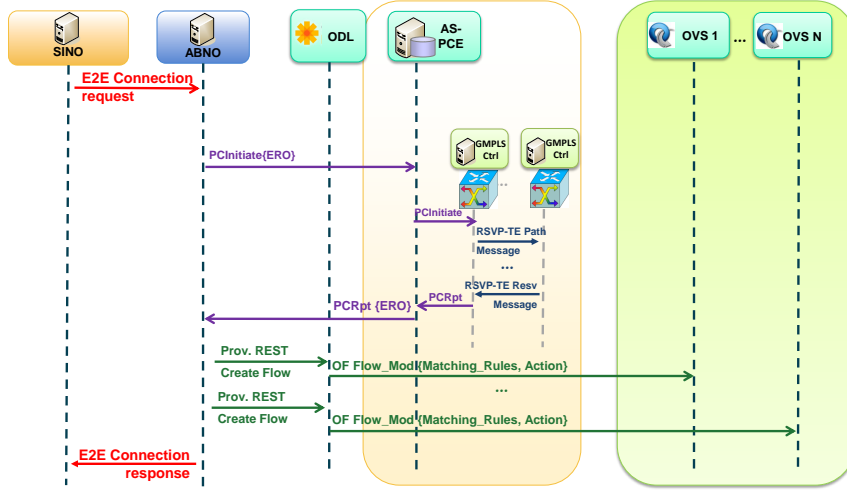 SINO
ABNO
ODL
AS-
PCE
OVS 1
...
OVS N
E2E Connection
request
GMPLS
Ctrl
GMPLS
Ctrl
PCInitiate{ERO}
..
PCInitiate
RSVP-TE Path
Message
...
RSVP-TE Resv
Message
PCRpt
PCRpt {ERO}
Prov. REST
Create Flow
OF Flow_Mod {Matching_Rules, Action}
...
Prov. REST
Create Flow
OF Flow_Mod {Matching_Rules, Action}
E2E Connection
response